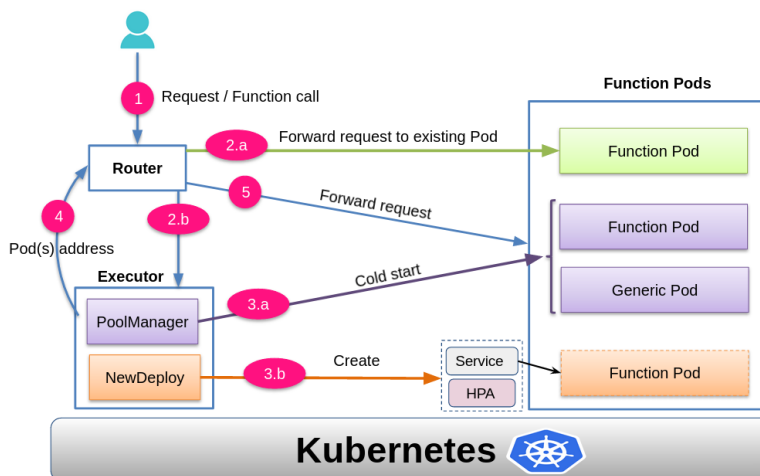 1
Request / Function call
Function Pods
2.a
Forward request to existing Pod
Function Pod
Router
5
Forward request
4
2.b
Function Pod
Pod(s) address
Executor
Cold start
3.a
Generic Pod
PoolManager
Create
Service
NewDeploy
3.b
HPA
Function Pod
Kubernetes